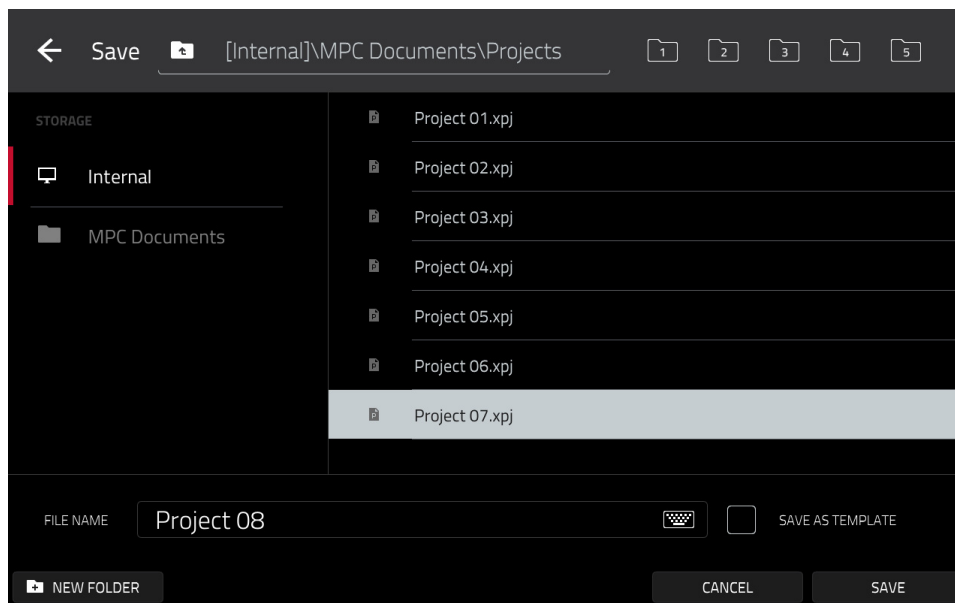 Save [Internal]\MPC Documents\Projects 1 2 3 4 5
STORAGE
Internal
MPC Documents
Project 01.xpj
Project 02.xpj
Project 03.xpj
Project 04.xpj
Project 05.xpj
Project 06.xpj
Project 07.xpj
FILE NAME Project 08 SAVE AS TEMPLATE
NEW FOLDER CANCEL SAVE